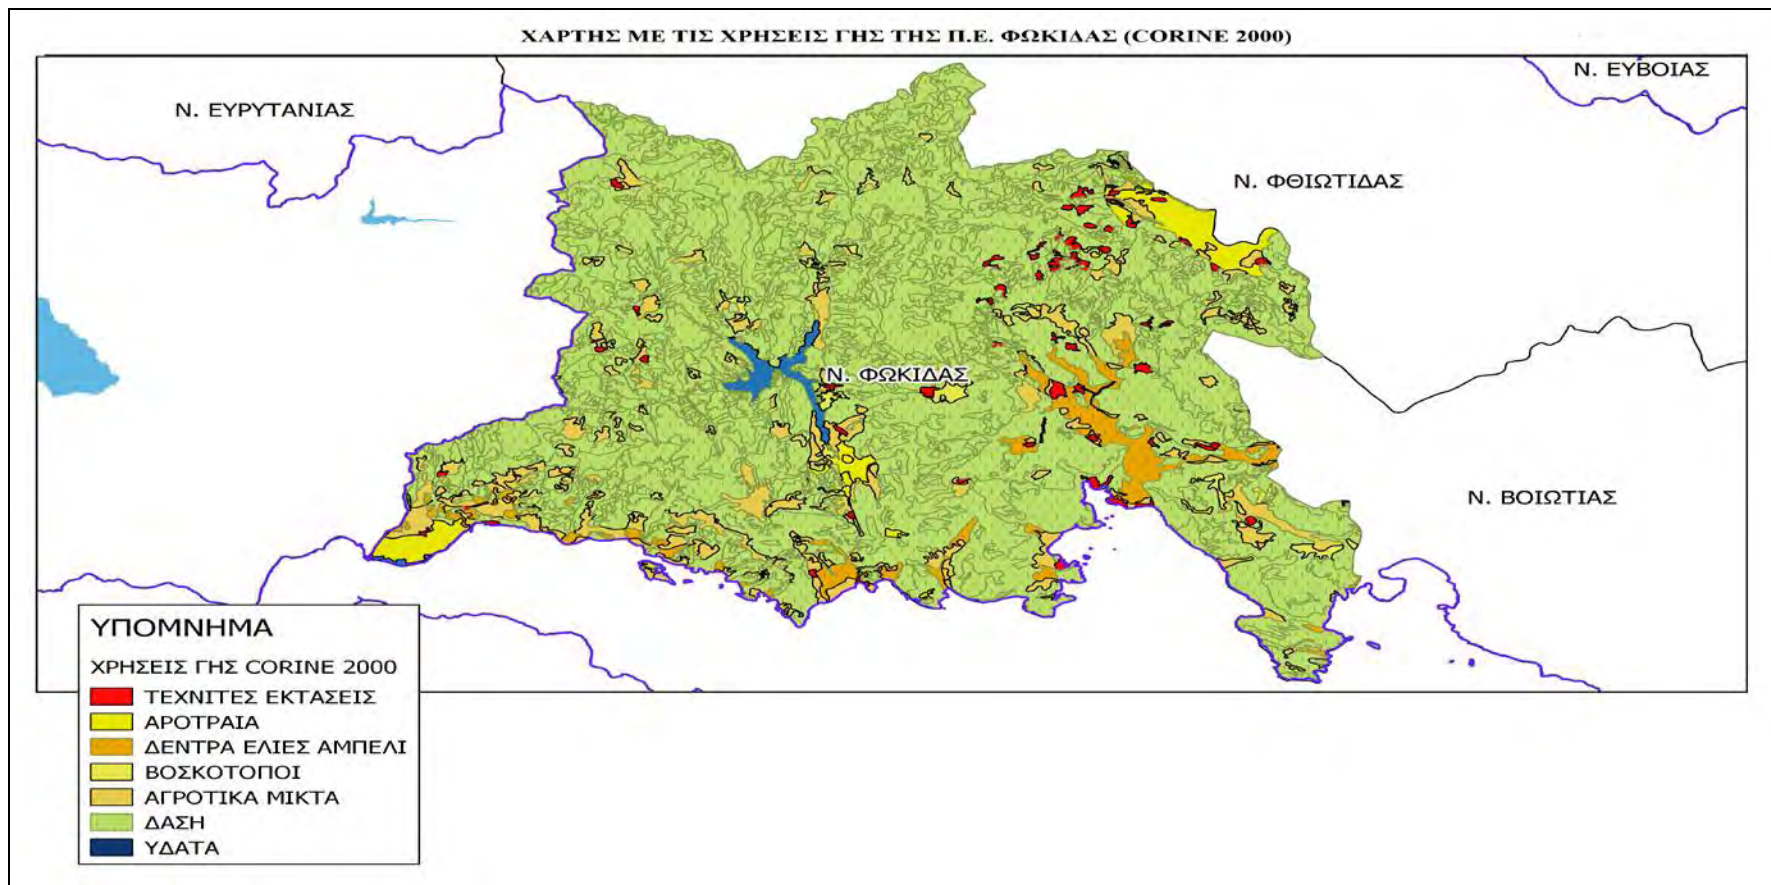 ΧΑΡΤΗΣ ΜΕ ΤΙΣ ΧΡΗΣΕΙΣ ΓΗΣ ΤΗΣ Π.Ε. ΦΩΚΙΔΑΣ (CORINE 2000)
Ν. ΕΥΒΟΙΑΣ
Ν. ΕΥΡΥΤΑΝΙΑΣ
Ν. ΦΘΙΩΤΙΔΑΣ
Ν. ΦΩΚΙΔΑΣ
Ν. ΒΟΙΩΤΙΑΣ
ΥΠΟΜΝΗΜΑ
ΧΡΗΣΕΙΣ ΓΗΣ CORINE 2000
ΤΕΧΝΙΤΕΣ ΕΚΤΑΣΕΙΣ
ΑΡΟΤΡΑΙΑ
ΔΕΝΤΡΑ ΕΛΙΕΣ ΑΜΠΕΛΙ
ΒΟΣΚΟΤΟΠΟΙ
ΑΓΡΟΤΙΚΑ ΜΙΚΤΑ
ΔΑΣΗ
ΥΔΑΤΑ